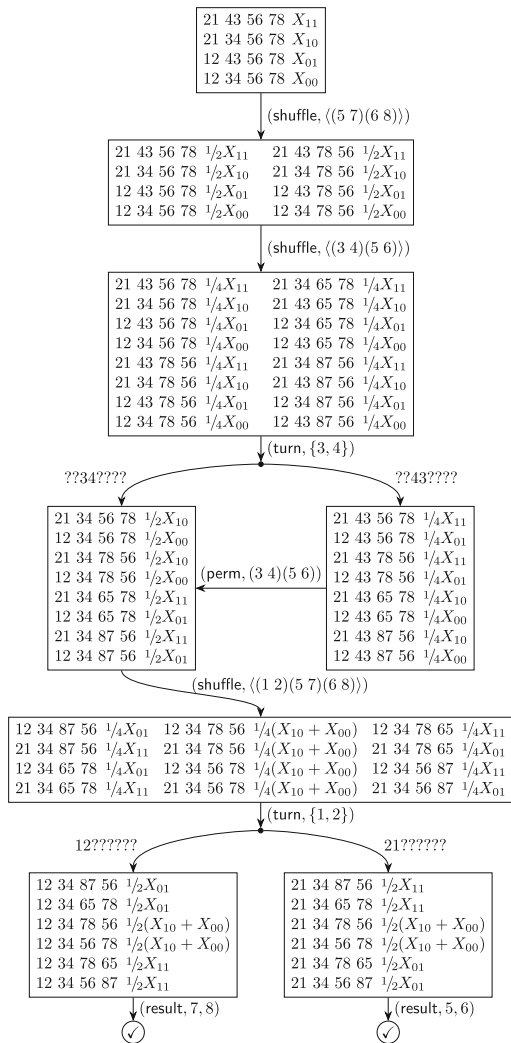 21 43 56 78 X₁₁
21 34 56 78 X₁₀
12 43 56 78 X₀₁
12 34 56 78 X₀₀
(shuffle, ⟨(5 7)(6 8)⟩)
21 43 56 78 1/2X₁₁ 21 43 78 56 1/2X₁₁
21 34 56 78 1/2X₁₀ 21 34 78 56 1/2X₁₀
12 43 56 78 1/2X₀₁ 12 43 78 56 1/2X₀₁
12 34 56 78 1/2X₀₀ 12 34 78 56 1/2X₀₀
(shuffle, ⟨(3 4)(5 6)⟩)
21 43 56 78 1/4X₁₁ 21 34 65 78 1/4X₁₁
21 34 56 78 1/4X₁₀ 21 43 65 78 1/4X₁₀
12 43 56 78 1/4X₀₁ 12 34 65 78 1/4X₀₁
12 34 56 78 1/4X₀₀ 12 43 65 78 1/4X₀₀
21 43 78 56 1/4X₁₁ 21 34 87 56 1/4X₁₁
21 34 78 56 1/4X₁₀ 21 43 87 56 1/4X₁₀
12 43 78 56 1/4X₀₁ 12 34 87 56 1/4X₀₁
12 34 78 56 1/4X₀₀ 12 43 87 56 1/4X₀₀
(turn, {3, 4})
??34????
??43????
21 34 56 78 1/2X₁₀
12 34 56 78 1/2X₀₀
21 34 78 56 1/2X₁₀
12 34 78 56 1/2X₀₀
21 34 65 78 1/2X₁₁
12 34 65 78 1/2X₀₁
21 34 87 56 1/2X₁₁
12 34 87 56 1/2X₀₁
(perm, (3 4)(5 6))
21 43 56 78 1/4X₁₁
12 43 56 78 1/4X₀₁
21 43 78 56 1/4X₁₁
12 43 78 56 1/4X₀₁
21 43 65 78 1/4X₁₀
12 43 65 78 1/4X₀₀
21 43 87 56 1/4X₁₀
12 43 87 56 1/4X₀₀
(shuffle, ⟨(1 2)(5 7)(6 8)⟩)
12 34 87 56 1/4X₀₁ 12 34 78 56 1/4(X₁₀ + X₀₀) 12 34 78 65 1/4X₁₁
21 34 87 56 1/4X₁₁ 21 34 78 56 1/4(X₁₀ + X₀₀) 21 34 78 65 1/4X₀₁
12 34 65 78 1/4X₀₁ 12 34 56 78 1/4(X₁₀ + X₀₀) 12 34 56 87 1/4X₁₁
21 34 65 78 1/4X₁₁ 21 34 56 78 1/4(X₁₀ + X₀₀) 21 34 56 87 1/4X₀₁
(turn, {1, 2})
12??????
21??????
12 34 87 56 1/2X₀₁
12 34 65 78 1/2X₀₁
12 34 78 56 1/2(X₁₀ + X₀₀)
12 34 56 78 1/2(X₁₀ + X₀₀)
12 34 78 65 1/2X₁₁
12 34 56 87 1/2X₁₁
21 34 87 56 1/2X₁₁
21 34 65 78 1/2X₁₁
21 34 78 56 1/2(X₁₀ + X₀₀)
21 34 56 78 1/2(X₁₀ + X₀₀)
21 34 78 65 1/2X₀₁
21 34 56 87 1/2X₀₁
(result, 7, 8)
(result, 5, 6)
✓
✓